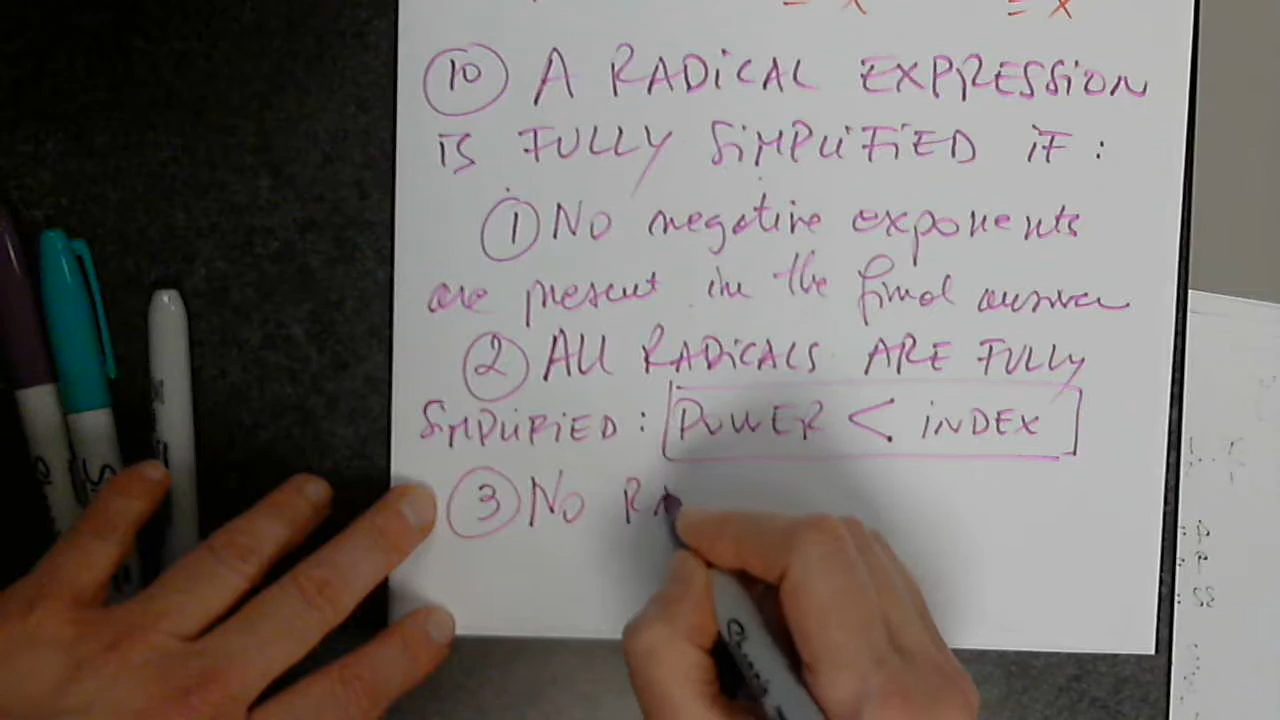 = x = x
10 A RADICAL EXPRESSION
IS FULLY SIMPLIFIED IF :
1 No negative exponents
are present in the final answer
2 ALL RADICALS ARE FULLY
SIMPLIFIED : POWER < INDEX
3 No RA